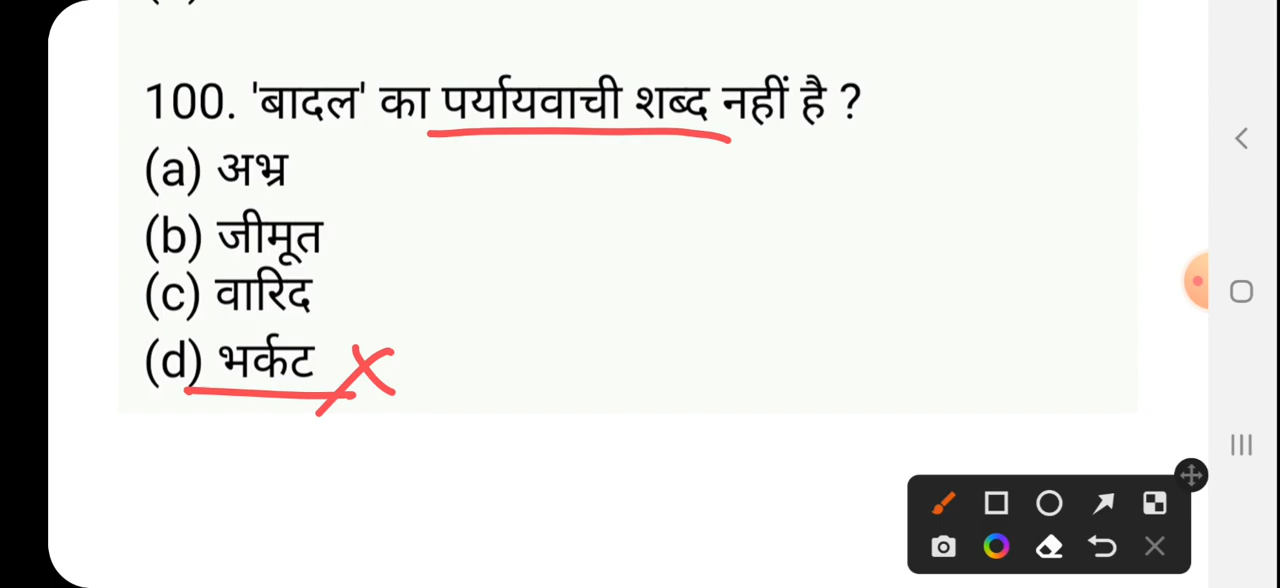 100. 'बादल' का पर्यायवाची शब्द नहीं है ?
(a) अभ्र
(b) जीमूत
(c) वारिद
(d) भर्कट